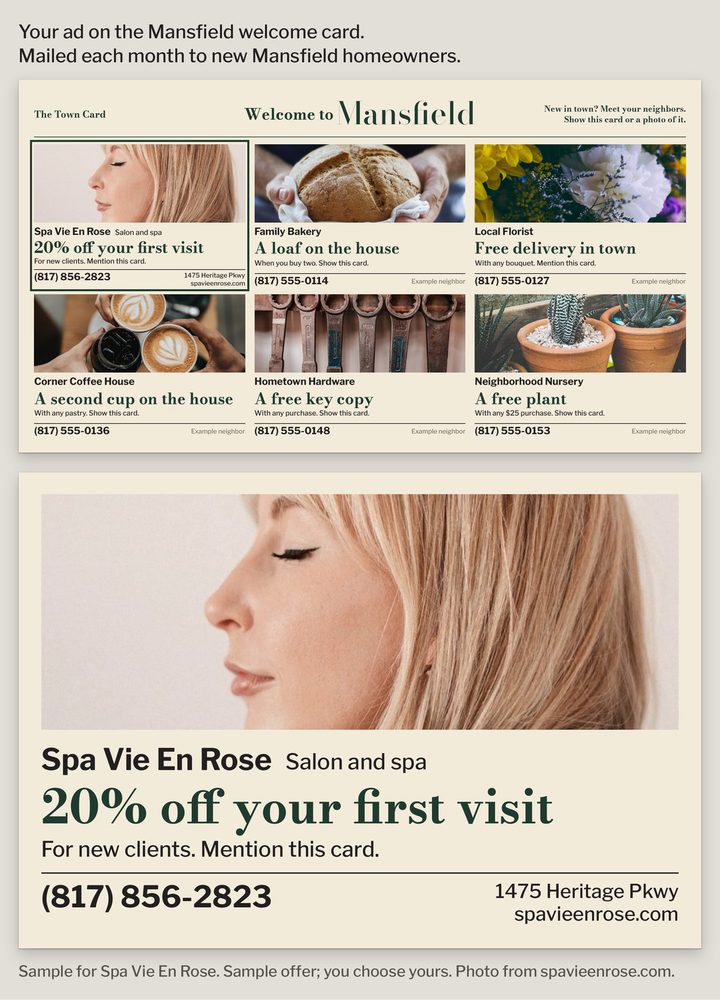 Your ad on the Mansfield welcome card.
Mailed each month to new Mansfield homeowners.
The Town Card
Welcome to Mansfield
New in town? Meet your neighbors.
Show this card or a photo of it.
Spa Vie En Rose Salon and spa
20% off your first visit
For new clients. Mention this card.
(817) 856-2823
1475 Heritage Pkwy
spavieenrose.com
Family Bakery
A loaf on the house
When you buy two. Show this card.
(817) 555-0114
Example neighbor
Local Florist
Free delivery in town
With any bouquet. Mention this card.
(817) 555-0127
Example neighbor
Corner Coffee House
A second cup on the house
With any pastry. Show this card.
(817) 555-0136
Example neighbor
Hometown Hardware
A free key copy
With any purchase. Show this card.
(817) 555-0148
Example neighbor
Neighborhood Nursery
A free plant
With any $25 purchase. Show this card.
(817) 555-0153
Example neighbor
Spa Vie En Rose Salon and spa
20% off your first visit
For new clients. Mention this card.
(817) 856-2823
1475 Heritage Pkwy
spavieenrose.com
Sample for Spa Vie En Rose. Sample offer; you choose yours. Photo from spavieenrose.com.